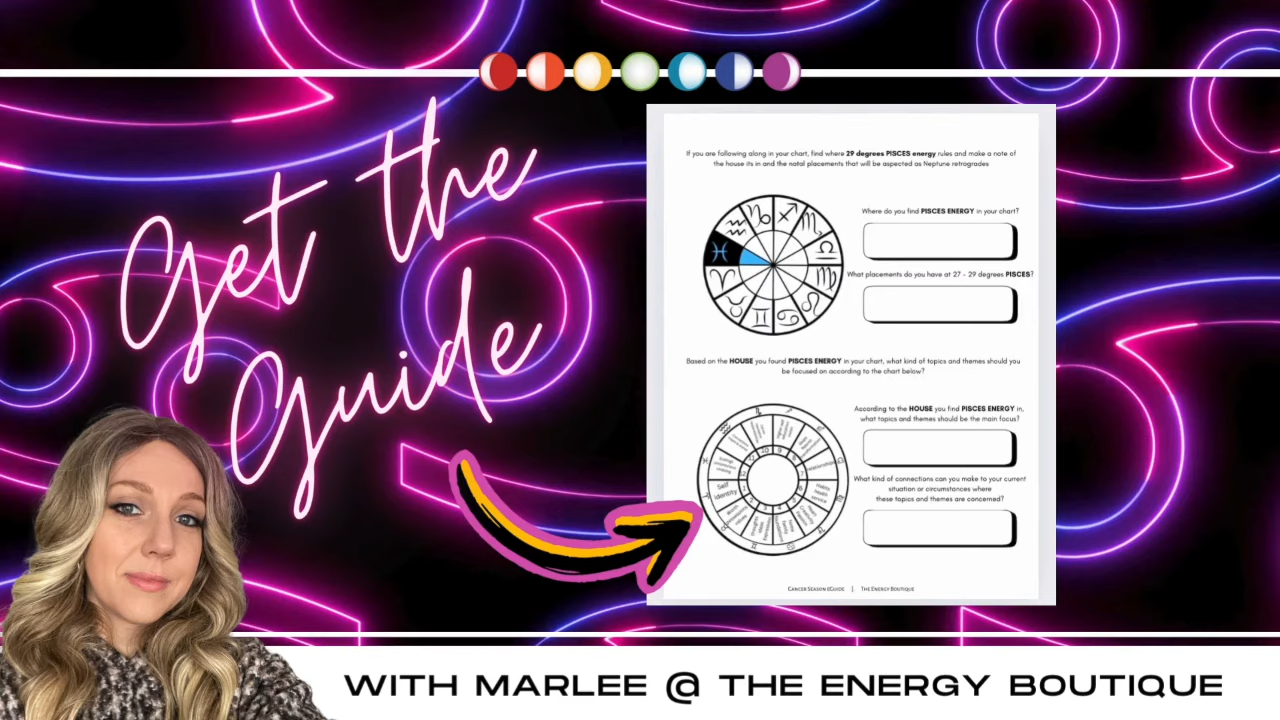 Get the
Guide
If you are following along in your chart, find where 29 degrees PISCES energy rules and make a note of
the house its in and the natal placements that will be aspected as Neptune retrogrades
Where do you find PISCES ENERGY in your chart?
What placements do you have at 27 - 29 degrees PISCES?
Based on the HOUSE you found PISCES ENERGY in your chart, what kind of topics and themes should you
be focused on according to the chart below?
According to the HOUSE you find PISCES ENERGY in,
what topics and themes should be the main focus?
What kind of connections can you make to your current
situation or circumstances where
these topics and themes are concerned?
Self
Identity
Relationships
Habits
health
service
CANCER SEASON EGUIDE | THE ENERGY BOUTIQUE
WITH MARLEE @ THE ENERGY BOUTIQUE